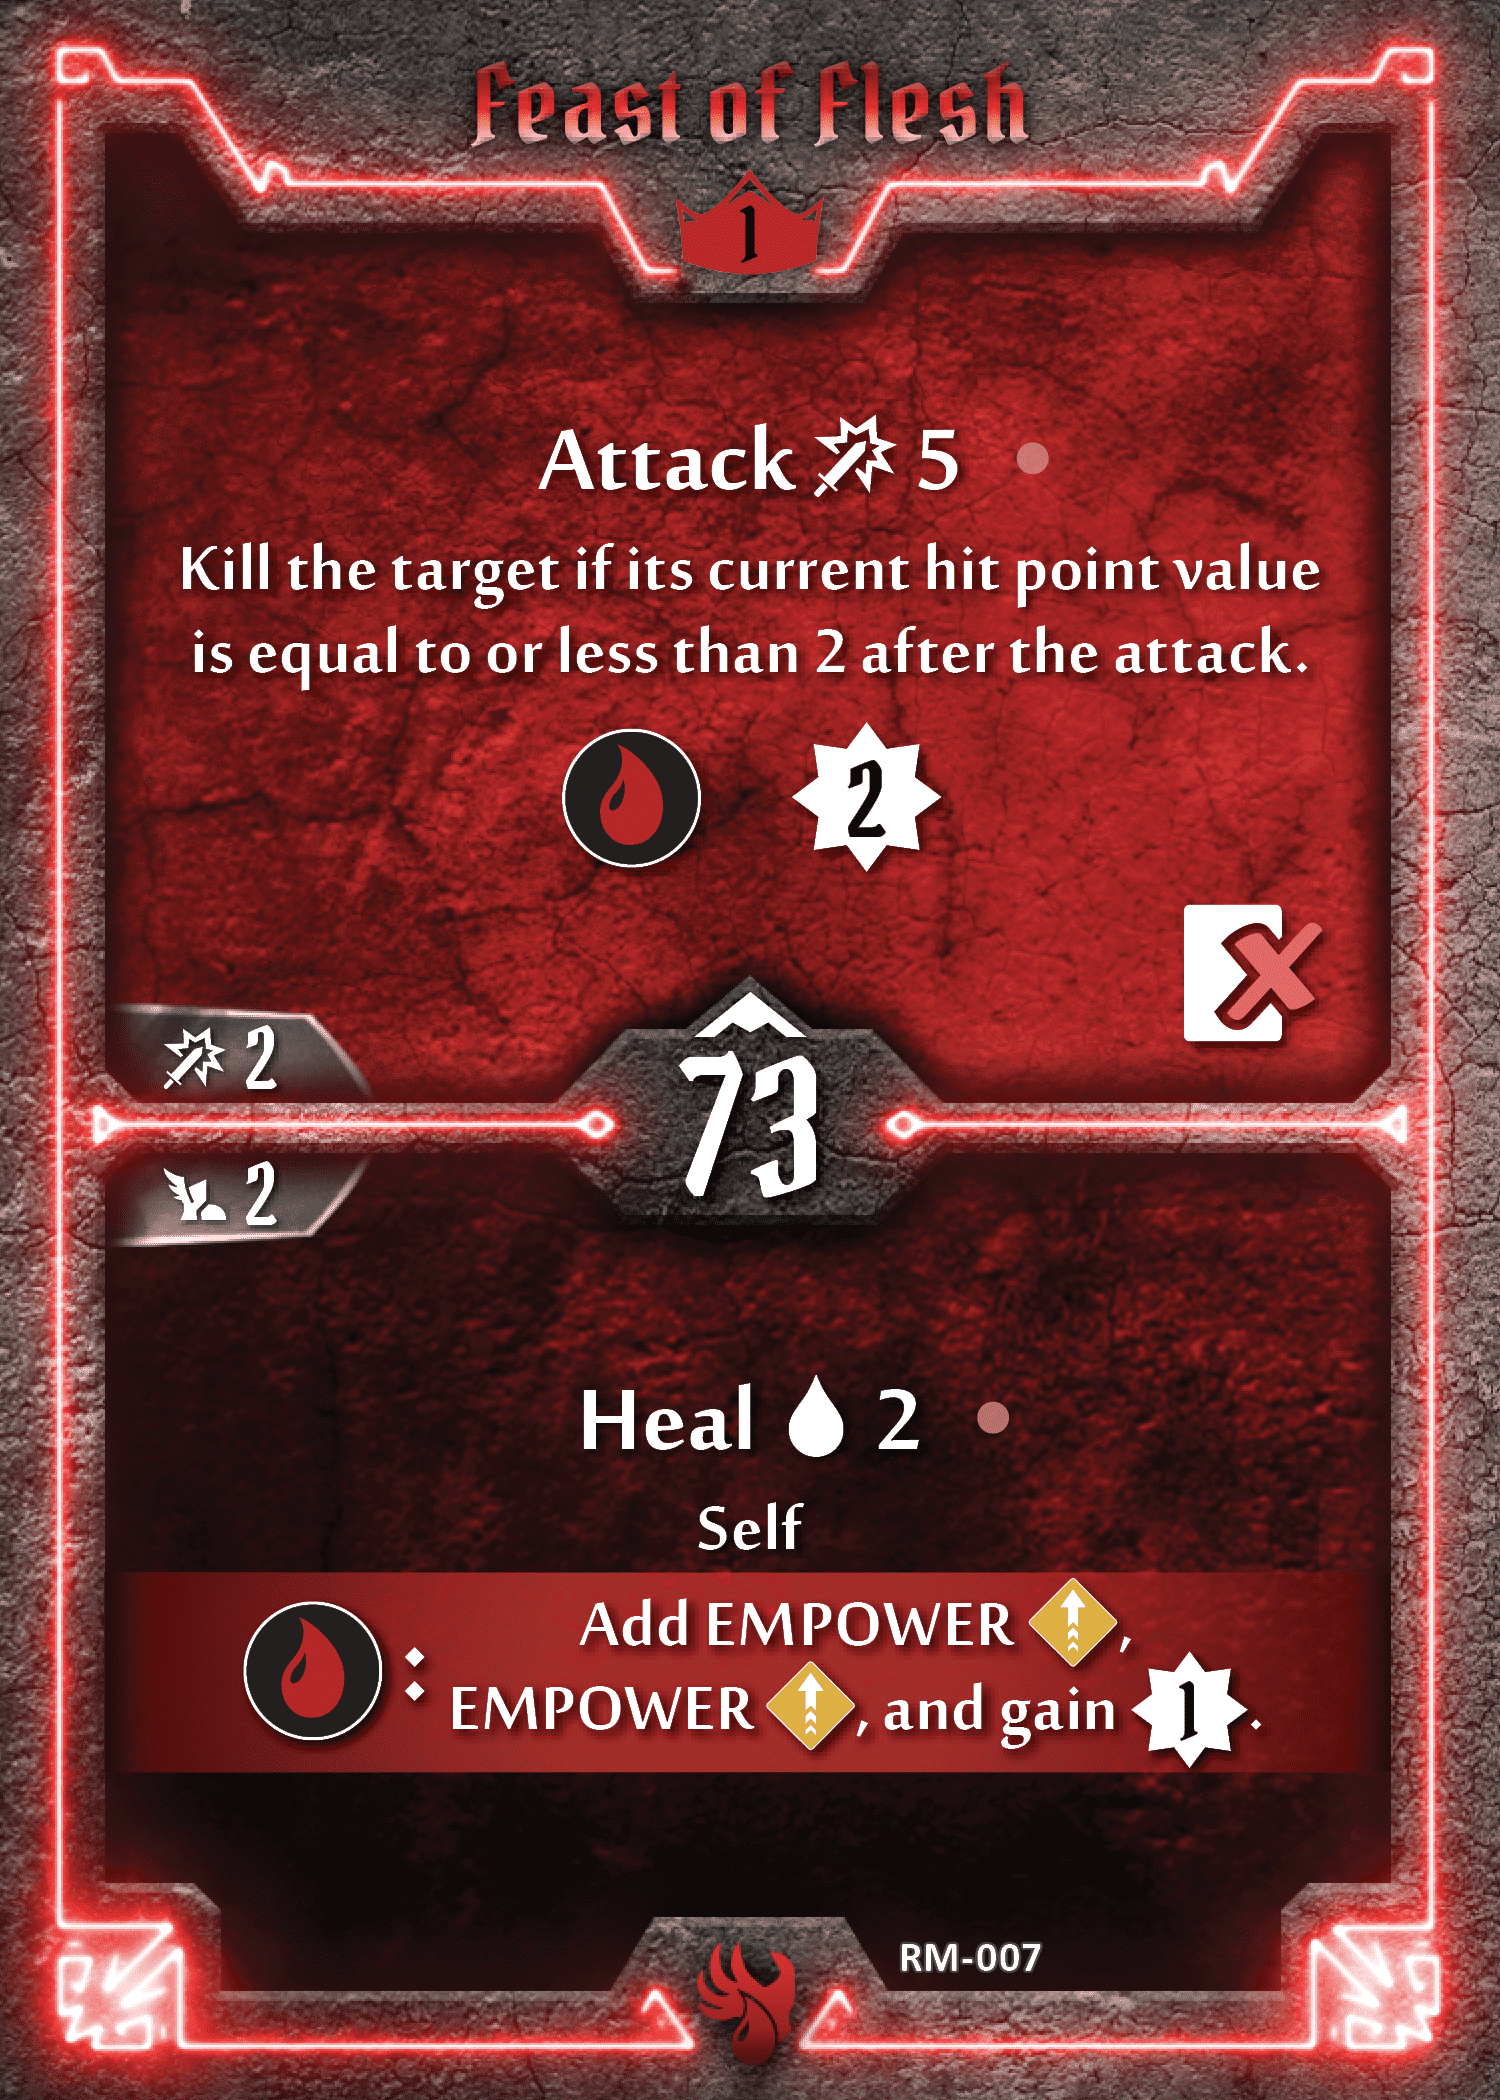 Feast of Flesh
1
Attack 5
Kill the target if its current hit point value
is equal to or less than 2 after the attack.
2
2
73
2
Heal 2
Self
: Add EMPOWER ,
EMPOWER , and gain 1.
RM-007